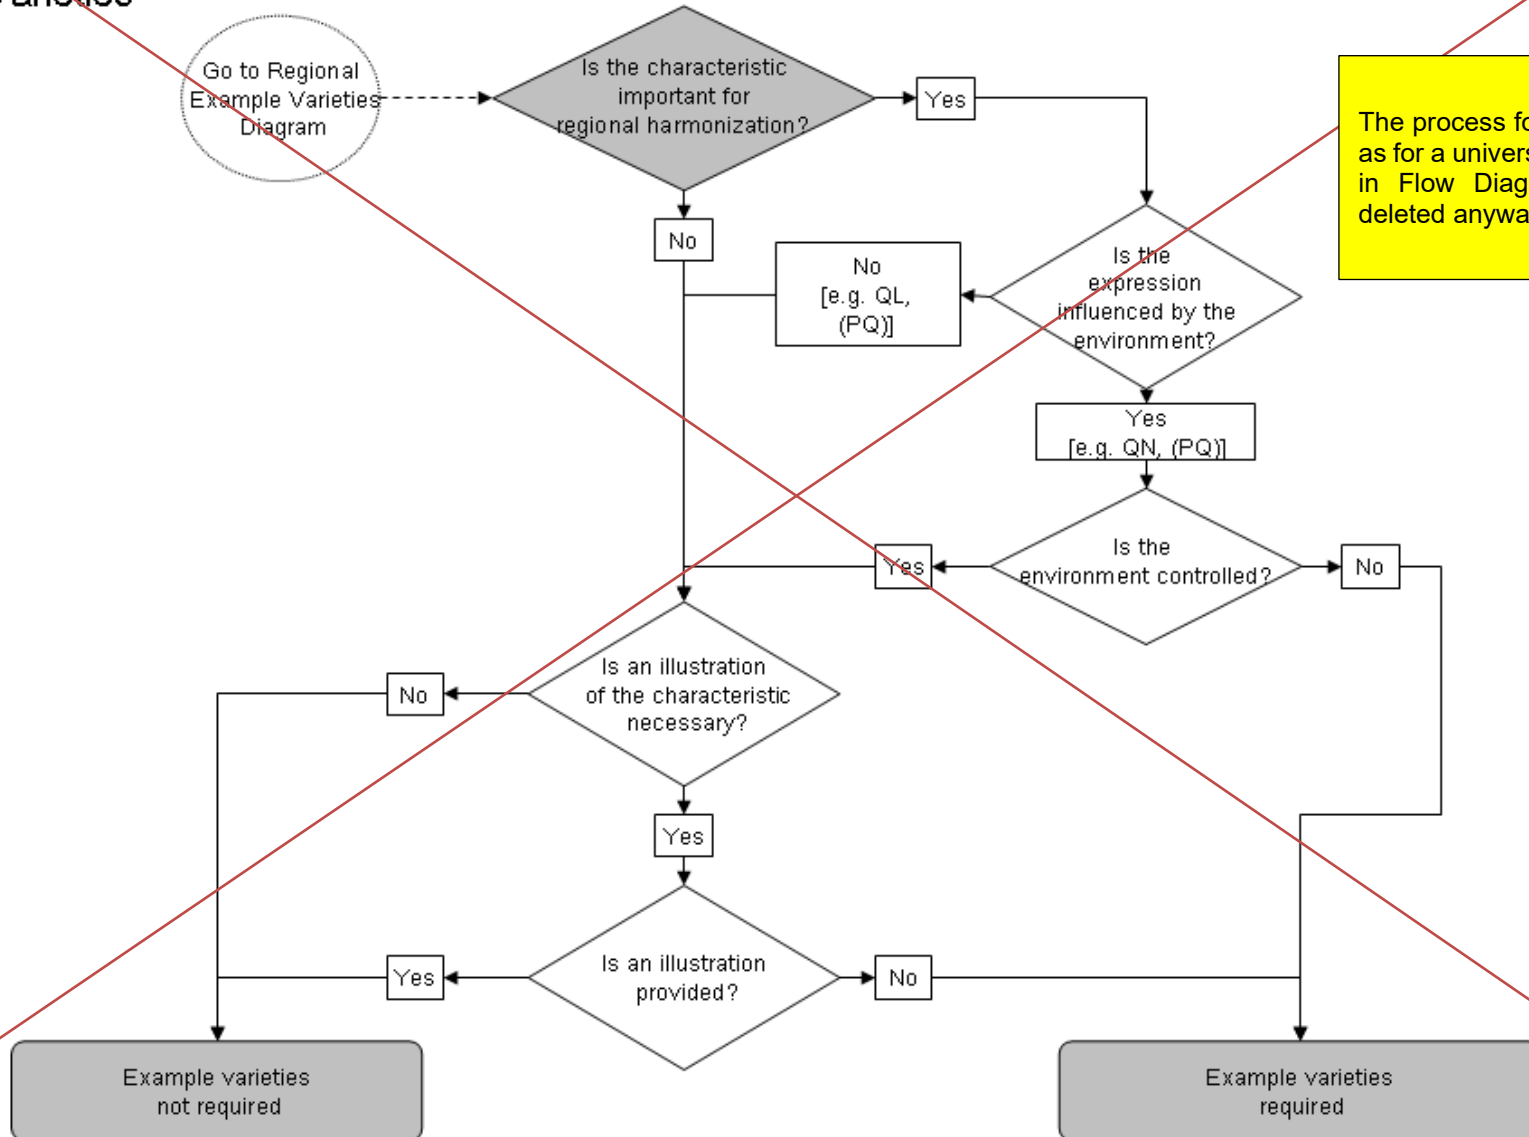 Go to Regional
Example Varieties
Diagram
Is the characteristic
important for
regional harmonization?
Yes
The process fo
as for a univers
in Flow Diag
deleted anywa
No
No
[e.g. QL,
(PQ)]
Is the
expression
influenced by the
environment?
Yes
[e.g. QN, (PQ)]
Is the
environment controlled?
Yes
No
Is an illustration
of the characteristic
necessary?
No
Yes
Is an illustration
provided?
Yes
No
Example varieties
not required
Example varieties
required